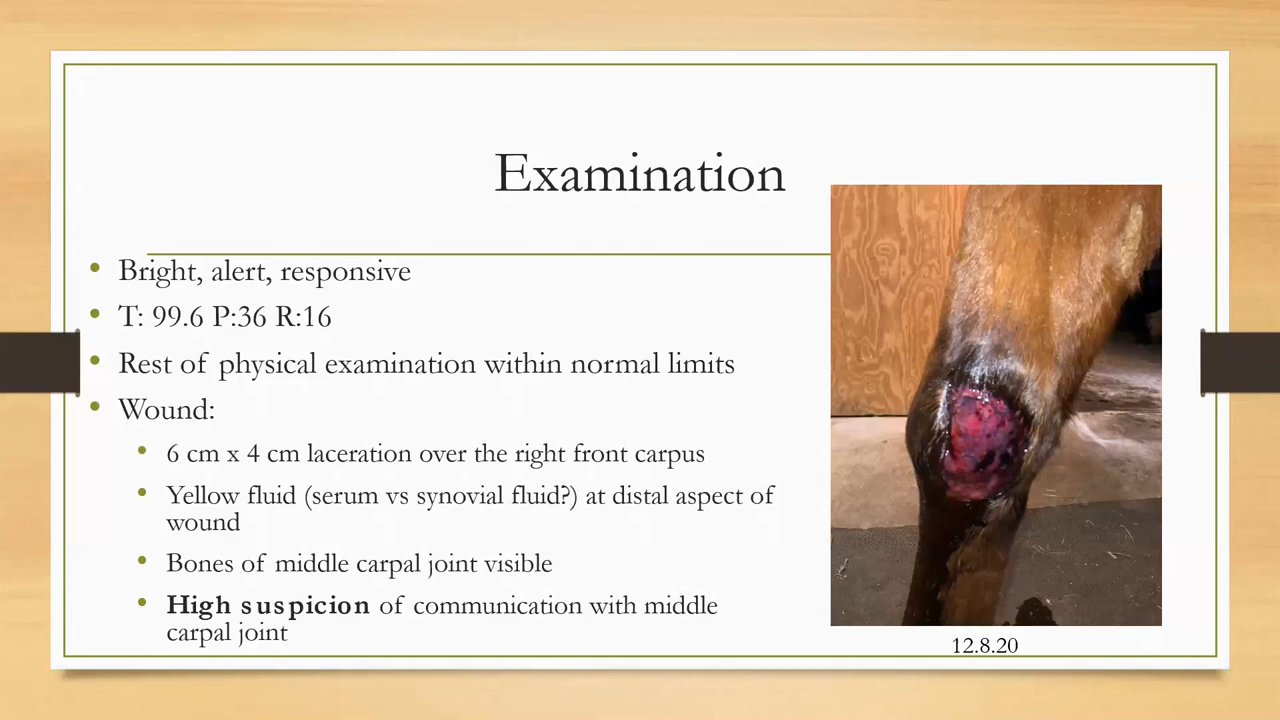 Examination
Bright, alert, responsive
T: 99.6 P:36 R:16
Rest of physical examination within normal limits
Wound:
6 cm x 4 cm laceration over the right front carpus
Yellow fluid (serum vs synovial fluid?) at distal aspect of
wound
Bones of middle carpal joint visible
High suspicion of communication with middle
carpal joint
12.8.20